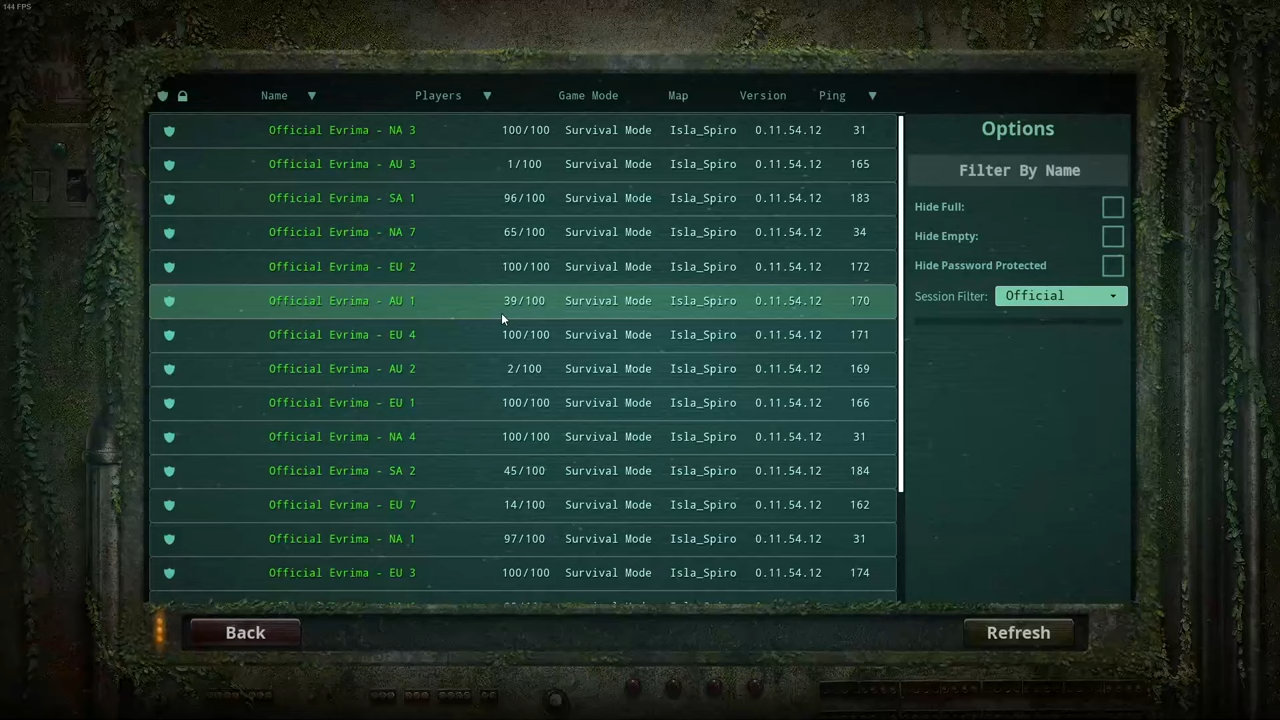 144 FPS
Name ▼ Players ▼ Game Mode Map Version Ping ▼
Official Evrima - NA 3 100/100 Survival Mode Isla_Spiro 0.11.54.12 31
Official Evrima - AU 3 1/100 Survival Mode Isla_Spiro 0.11.54.12 165
Official Evrima - SA 1 96/100 Survival Mode Isla_Spiro 0.11.54.12 183
Official Evrima - NA 7 65/100 Survival Mode Isla_Spiro 0.11.54.12 34
Official Evrima - EU 2 100/100 Survival Mode Isla_Spiro 0.11.54.12 172
Official Evrima - AU 1 39/100 Survival Mode Isla_Spiro 0.11.54.12 170
Official Evrima - EU 4 100/100 Survival Mode Isla_Spiro 0.11.54.12 171
Official Evrima - AU 2 2/100 Survival Mode Isla_Spiro 0.11.54.12 169
Official Evrima - EU 1 100/100 Survival Mode Isla_Spiro 0.11.54.12 166
Official Evrima - NA 4 100/100 Survival Mode Isla_Spiro 0.11.54.12 31
Official Evrima - SA 2 45/100 Survival Mode Isla_Spiro 0.11.54.12 184
Official Evrima - EU 7 14/100 Survival Mode Isla_Spiro 0.11.54.12 162
Official Evrima - NA 1 97/100 Survival Mode Isla_Spiro 0.11.54.12 31
Official Evrima - EU 3 100/100 Survival Mode Isla_Spiro 0.11.54.12 174
Options
Filter By Name
Hide Full:
Hide Empty:
Hide Password Protected
Session Filter: Official
Back
Refresh